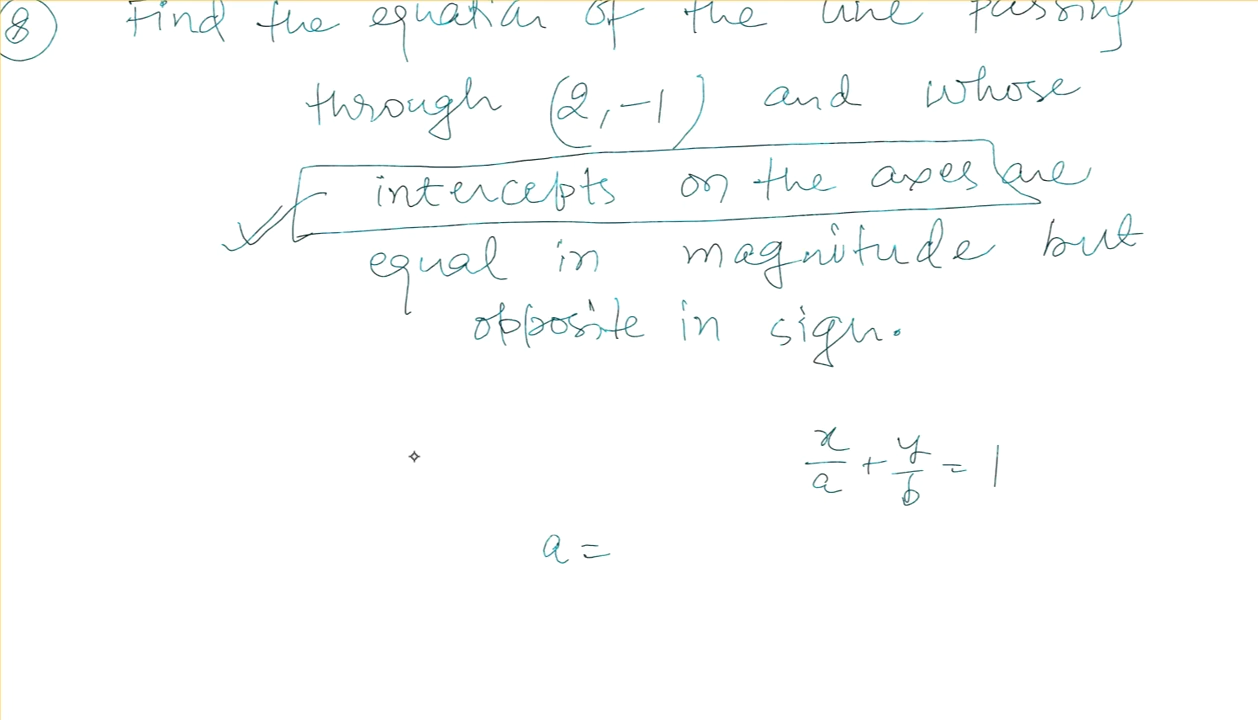 8 Find the equation of the line passing
through (2,-1) and whose
intercepts on the axes are
equal in magnitude but
opposite in sign.
x/a + y/b = 1
a =